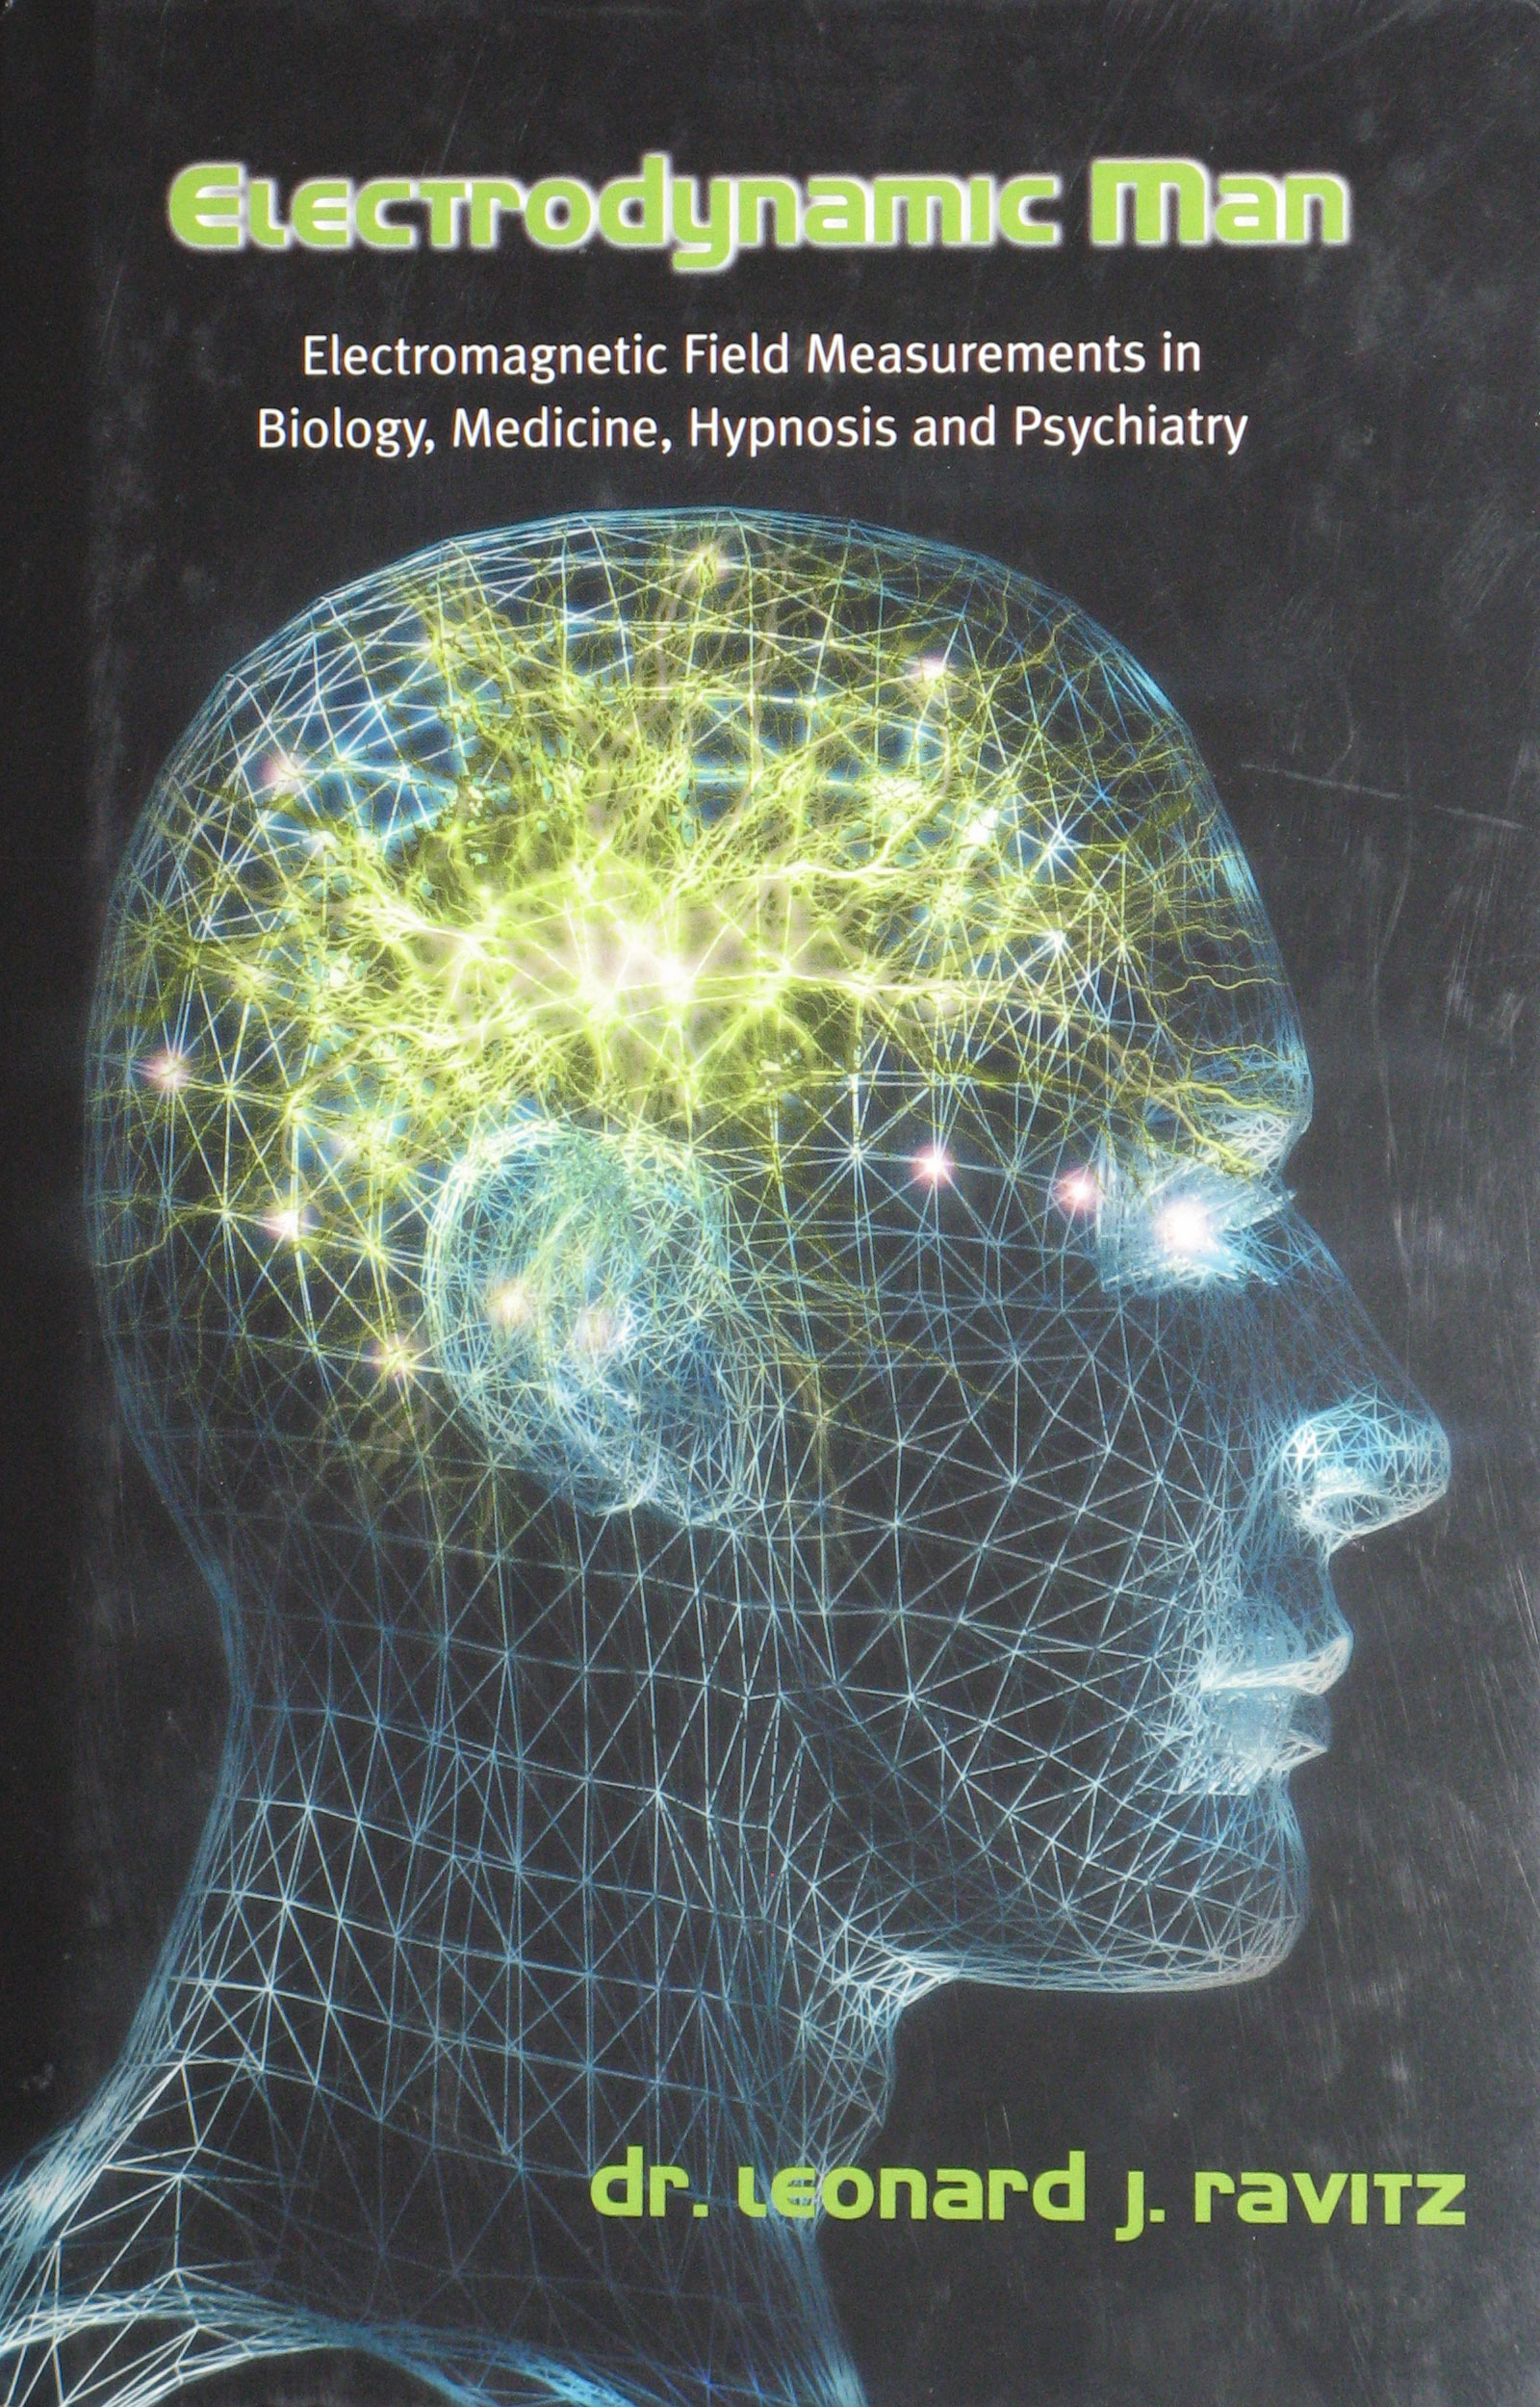 Electrodynamic Man
Electromagnetic Field Measurements in
Biology, Medicine, Hypnosis and Psychiatry
dr. Leonard J. ravitz